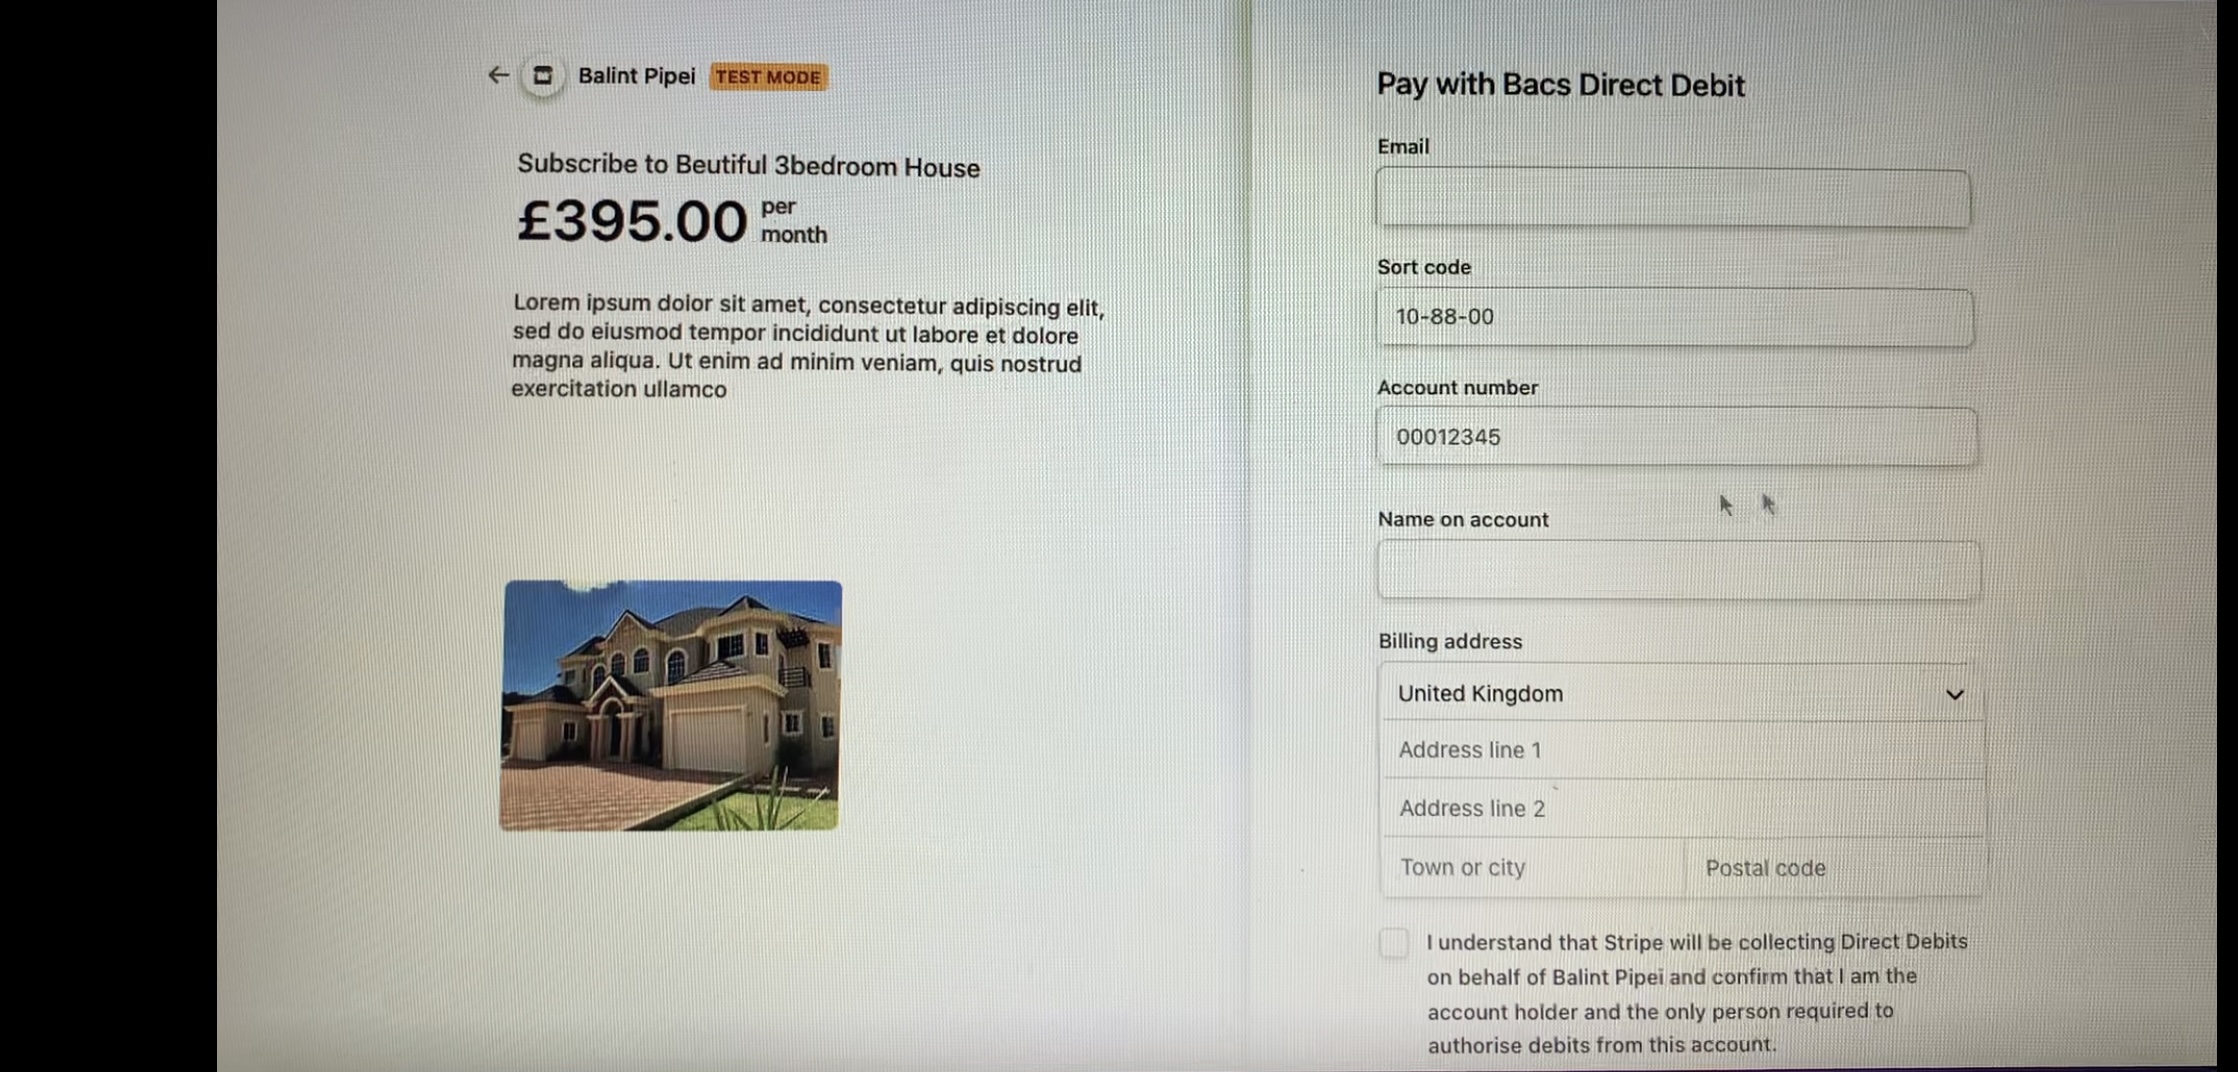 Balint Pipei TEST MODE
Subscribe to Beutiful 3bedroom House
£395.00 per month
Lorem ipsum dolor sit amet, consectetur adipiscing elit,
sed do eiusmod tempor incididunt ut labore et dolore
magna aliqua. Ut enim ad minim veniam, quis nostrud
exercitation ullamco
Pay with Bacs Direct Debit
Email
Sort code
10-88-00
Account number
00012345
Name on account
Billing address
United Kingdom
Address line 1
Address line 2
Town or city Postal code
I understand that Stripe will be collecting Direct Debits
on behalf of Balint Pipei and confirm that I am the
account holder and the only person required to
authorise debits from this account.